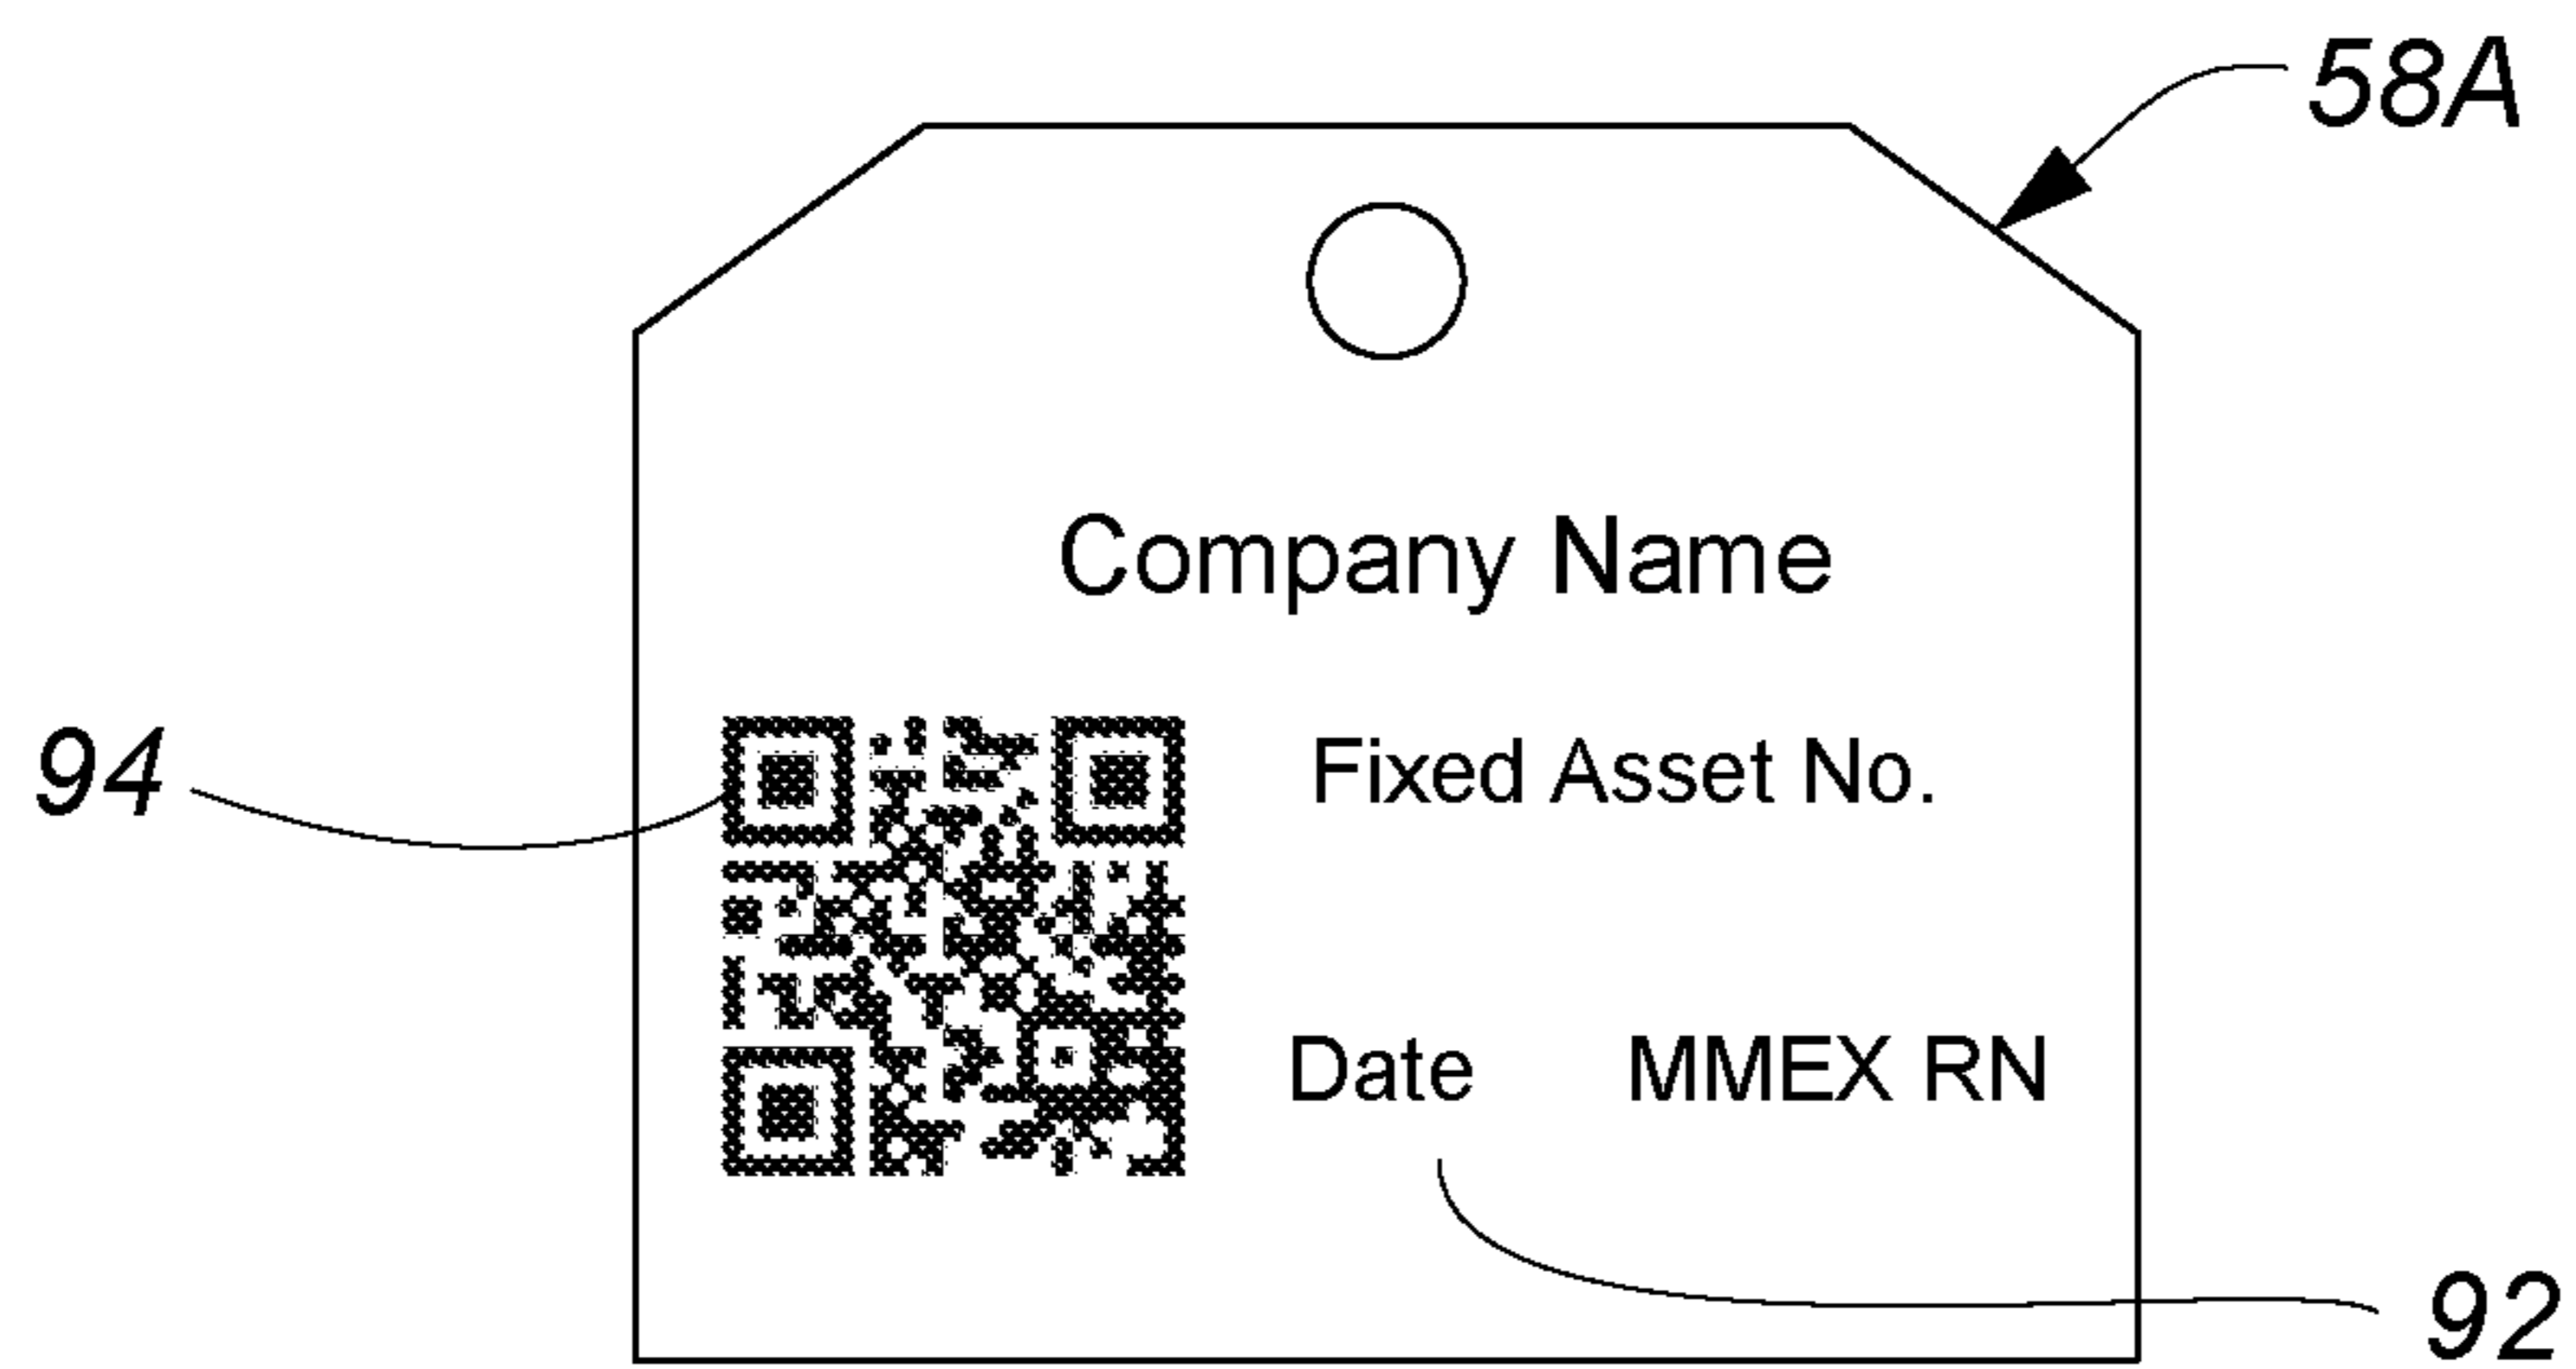 58A
Company Name
94
Fixed Asset No.
Date MMEX RN
92